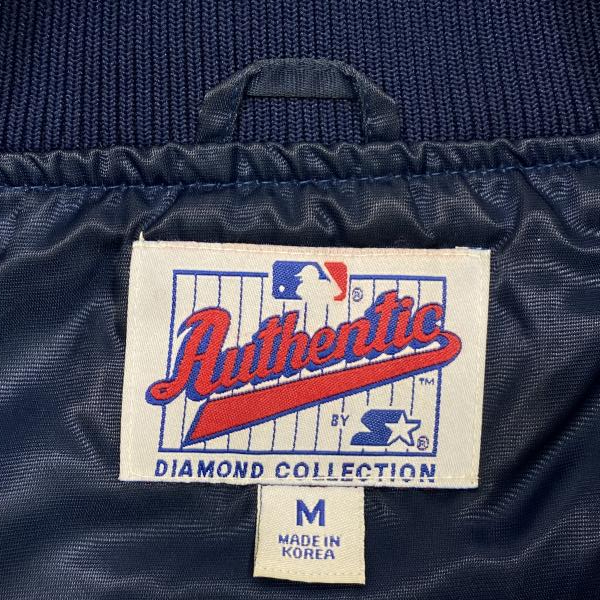 ®
Authentic
™
BY S ®
DIAMOND COLLECTION
M
MADE IN
KOREA